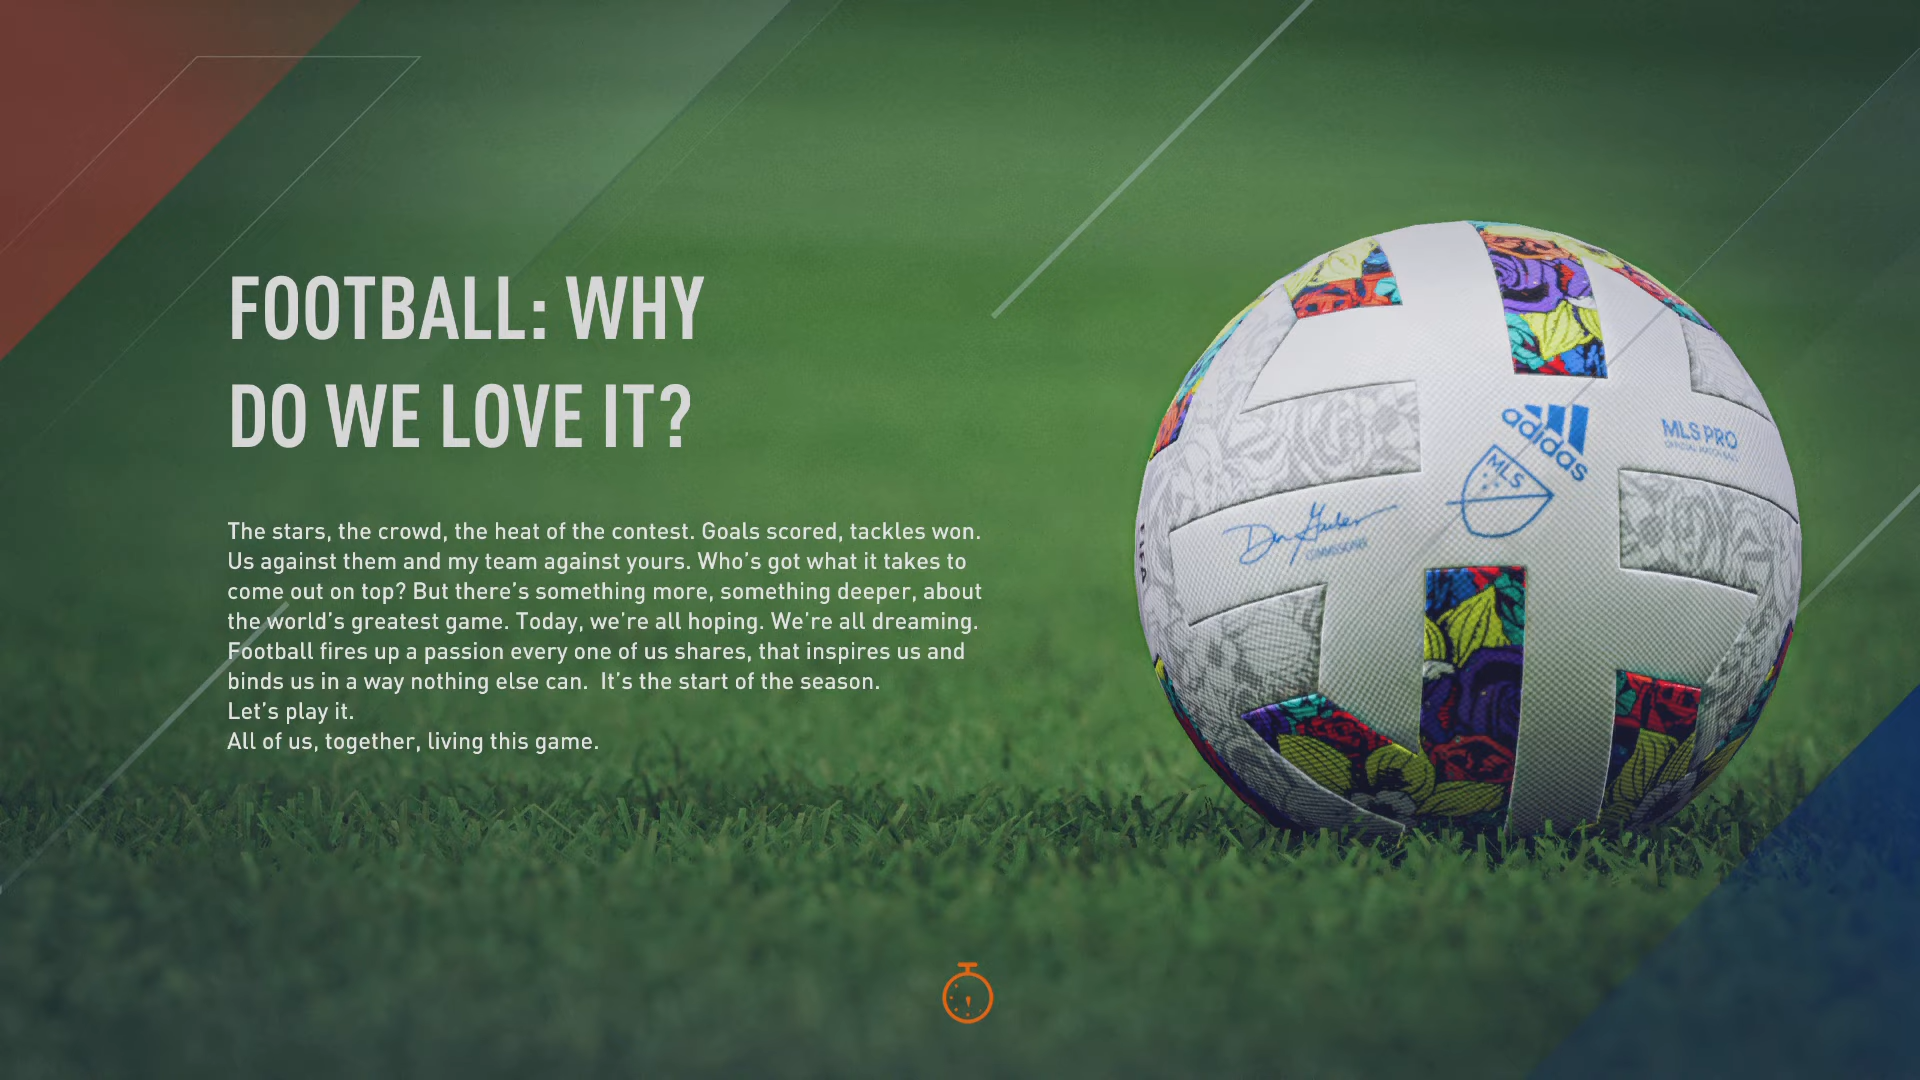 FOOTBALL: WHY
DO WE LOVE IT?
The stars, the crowd, the heat of the contest. Goals scored, tackles won.
Us against them and my team against yours. Who's got what it takes to
come out on top? But there's something more, something deeper, about
the world's greatest game. Today, we're all hoping. We're all dreaming.
Football fires up a passion every one of us shares, that inspires us and
binds us in a way nothing else can.  It's the start of the season.
Let's play it.
All of us, together, living this game.
adidas
MLS PRO
OFFICIAL MATCH BALL
MLS
COMMISSIONER